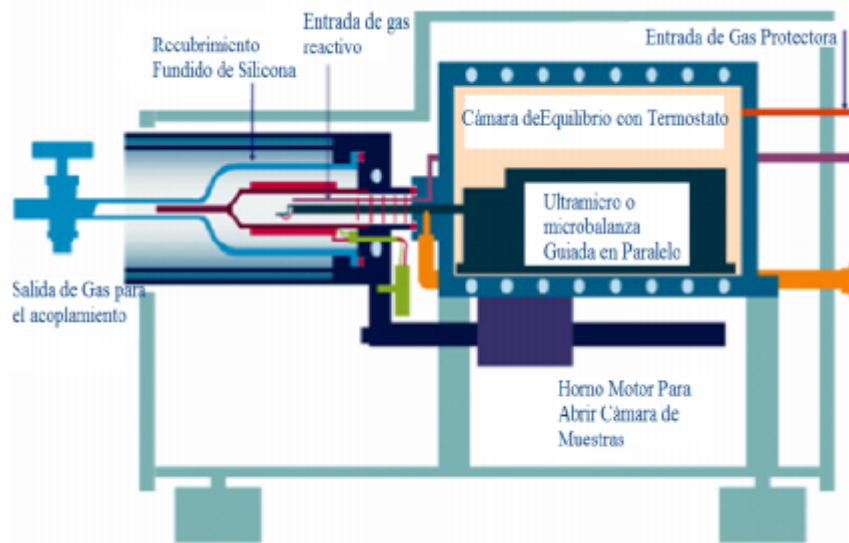 Recubrimiento
Fundido de Silicona
Entrada de gas
reactivo
Entrada de Gas Protectora
Cámara deEquilibrio con Termostato
Ultramicro o
microbalanza
Guiada en Paralelo
Salida de Gas para
el acoplamiento
Horno Motor Para
Abrir Cámara de
Muestras